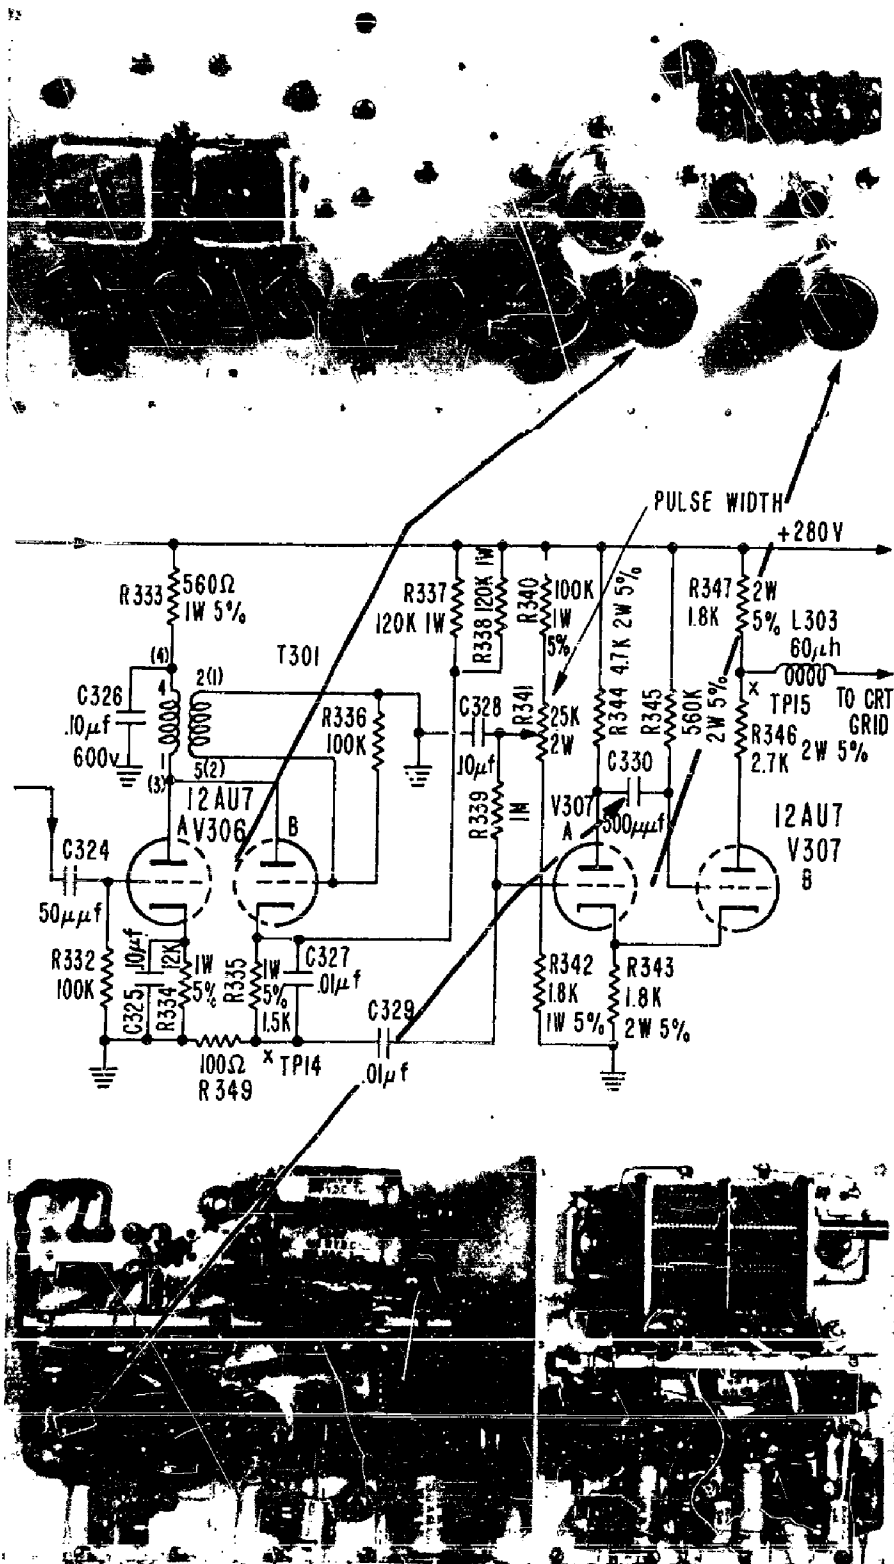 PULSE WIDTH
+280V
R333
560Ω
1W 5%
T301
(4)
4
2(1)
C326
.10μf
600v
1
(3)
5(2)
R336
100K
R337
120K 1W
R338 120K 1W
R340
100K
1W
5%
R341
25K
2W
R344 4.7K 2W 5%
R345
560K
2W 5%
R347
1.8K
2W
5%
L303
60μh
X
TP15
TO CRT
GRID
R346
2.7K
2W 5%
C328
.10μf
R339
1M
C330
500μμf
V307
A
12AU7
V307
B
12AU7
A V306 B
C324
50μμf
R332
100K
C325
.10μf
R334
12K
1W
5%
R335
1W
5%
1.5K
C327
.01μf
C329
.01μf
100Ω
R349
X TP14
R342
1.8K
1W 5%
R343
1.8K
2W 5%